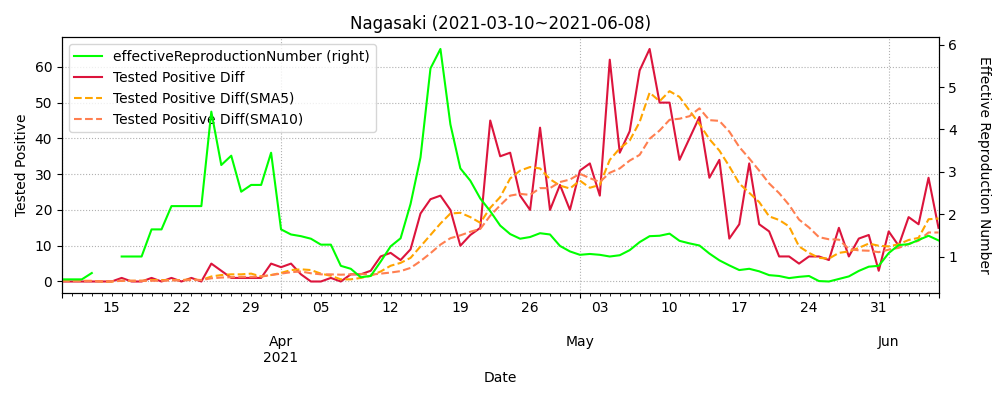 Nagasaki (2021-03-10~2021-06-08)
effectiveReproductionNumber (right)
Tested Positive Diff
Tested Positive Diff(SMA5)
Tested Positive Diff(SMA10)
Tested Positive
60
50
40
30
20
10
0
6
5
4
3
2
1
Effective Reproduction Number
15 22 29 05 12 19 26 03 10 17 24 31
Apr May Jun
2021
Date